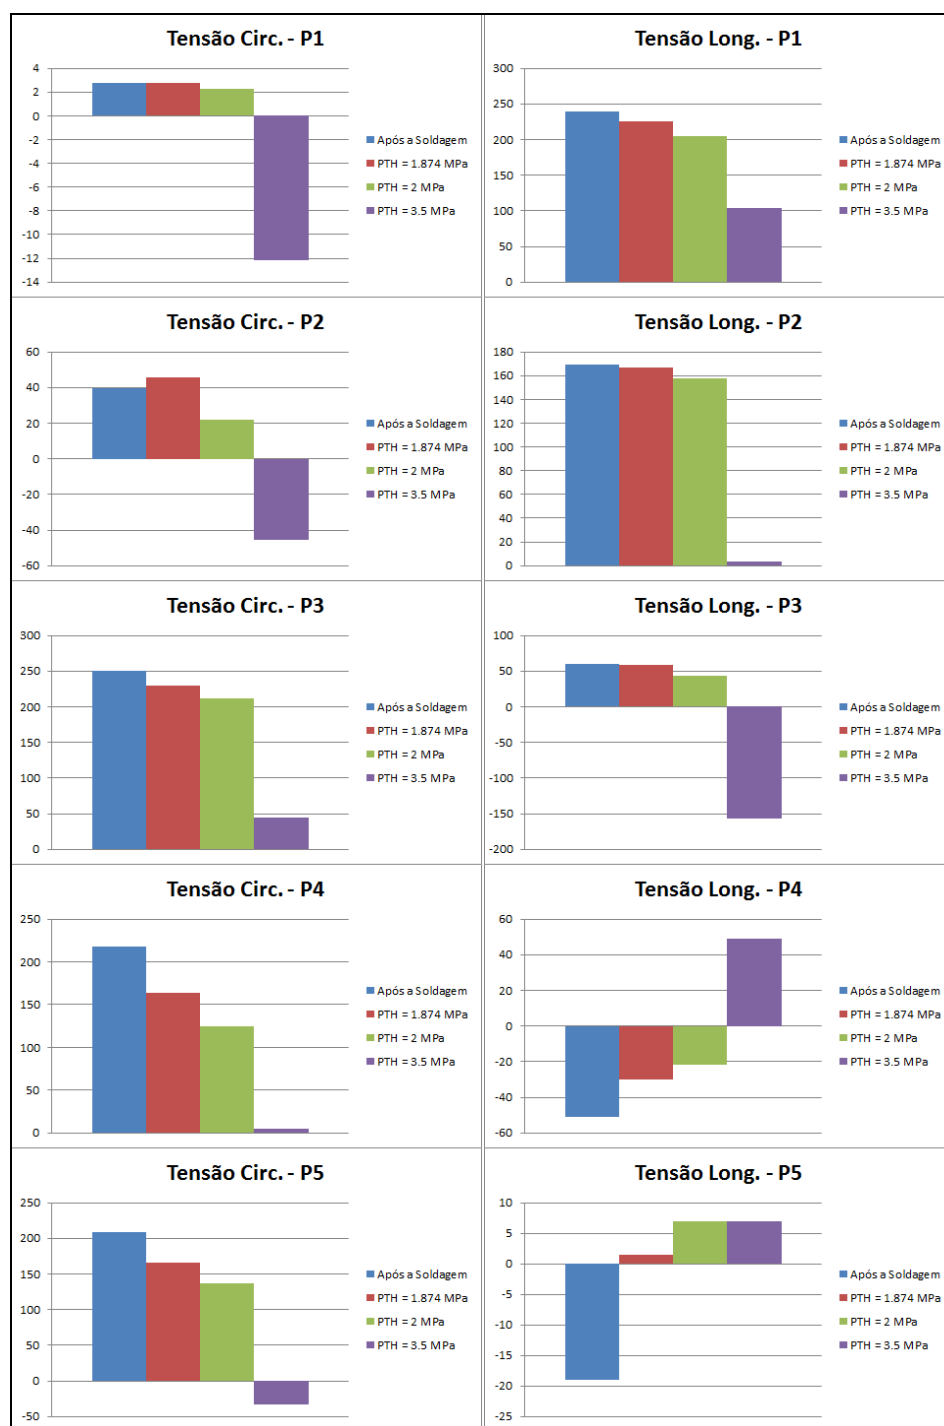 Tensão Circ. - P1
4
2
0
-2
-4
-6
-8
-10
-12
-14
Após a Soldagem
PTH = 1.874 MPa
PTH = 2 MPa
PTH = 3.5 MPa
Tensão Long. - P1
300
250
200
150
100
50
0
Após a Soldagem
PTH = 1.874 MPa
PTH = 2 MPa
PTH = 3.5 MPa
Tensão Circ. - P2
60
40
20
0
-20
-40
-60
Após a Soldagem
PTH = 1.874 MPa
PTH = 2 MPa
PTH = 3.5 MPa
Tensão Long. - P2
180
160
140
120
100
80
60
40
20
0
Após a Soldagem
PTH = 1.874 MPa
PTH = 2 MPa
PTH = 3.5 MPa
Tensão Circ. - P3
300
250
200
150
100
50
0
Após a Soldagem
PTH = 1.874 MPa
PTH = 2 MPa
PTH = 3.5 MPa
Tensão Long. - P3
100
50
0
-50
-100
-150
-200
Após a Soldagem
PTH = 1.874 MPa
PTH = 2 MPa
PTH = 3.5 MPa
Tensão Circ. - P4
250
200
150
100
50
0
Após a Soldagem
PTH = 1.874 MPa
PTH = 2 MPa
PTH = 3.5 MPa
Tensão Long. - P4
60
40
20
0
-20
-40
-60
Após a Soldagem
PTH = 1.874 MPa
PTH = 2 MPa
PTH = 3.5 MPa
Tensão Circ. - P5
250
200
150
100
50
0
-50
Após a Soldagem
PTH = 1.874 MPa
PTH = 2 MPa
PTH = 3.5 MPa
Tensão Long. - P5
10
5
0
-5
-10
-15
-20
-25
Após a Soldagem
PTH = 1.874 MPa
PTH = 2 MPa
PTH = 3.5 MPa